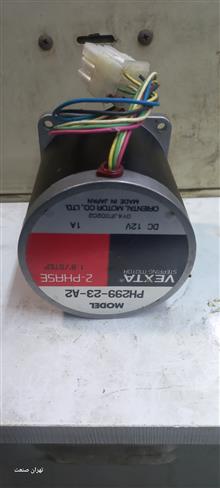 MODEL
PH299-23-A2
VEXTA®
STEPPING MOTOR
2-PHASE
1.8°/STEP
DC 12V 1A
ORIENTAL MOTOR CO., LTD.
MADE IN JAPAN
تهران صنعت